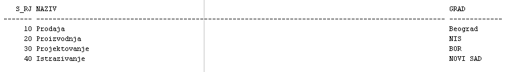 S_RJ NAZIV GRAD
10 Prodaja Beograd
20 Proizvodnja NIS
30 Projektovanje BOR
40 Istrazivanje NOVI SAD